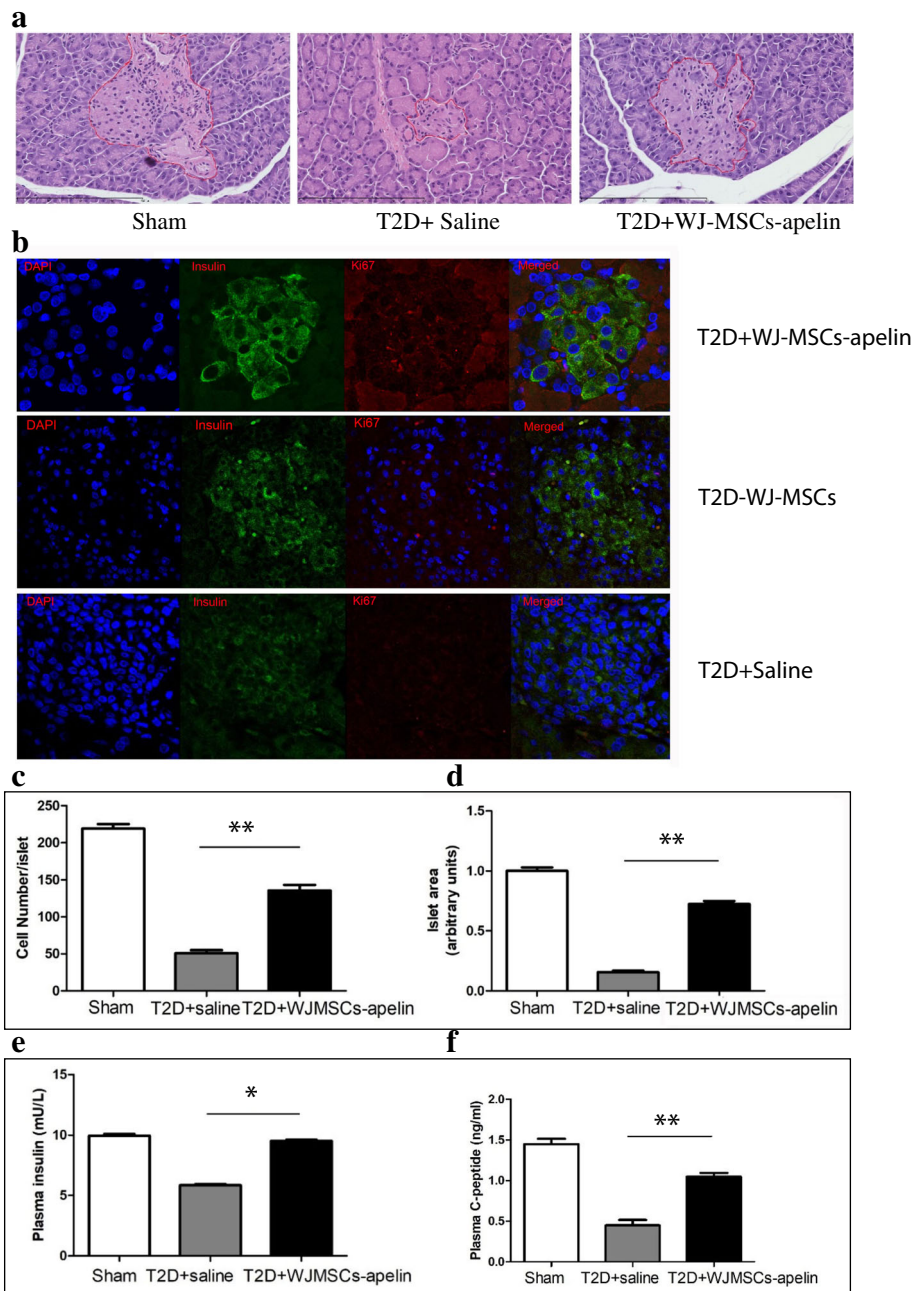 a
Sham T2D+ Saline T2D+WJ-MSCs-apelin
b
DAPI Insulin Ki67 Merged
T2D+WJ-MSCs-apelin
DAPI Insulin Ki67 Merged
T2D-WJ-MSCs
DAPI Insulin Ki67 Merged
T2D+Saline
c
Cell Number/islet
250
200
150
100
50
0
**
Sham T2D+saline T2D+WJMSCs-apelin
d
Islet area
(arbitrary units)
1.5
1.0
0.5
0.0
**
Sham T2D+saline T2D+WJMSCs-apelin
e
Plasma insulin (mU/L)
15
10
5
0
*
Sham T2D+saline T2D+WJMSCs-apelin
f
Plasma C-peptide (ng/ml)
2.0
1.5
1.0
0.5
0.0
**
Sham T2D+saline T2D+WJMSCs-apelin